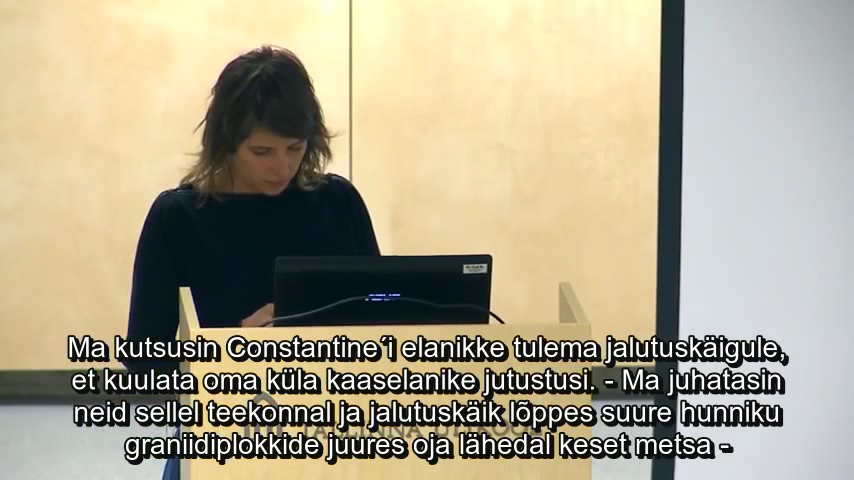 Ma kutsusin Constantine´i elanikke tulema jalutuskäigule,
et kuulata oma küla kaaselanike jutustusi. - Ma juhatasin
neid sellel teekonnal ja jalutuskäik lõppes suure hunniku
graniidiplokkide juures oja lähedal keset metsa -